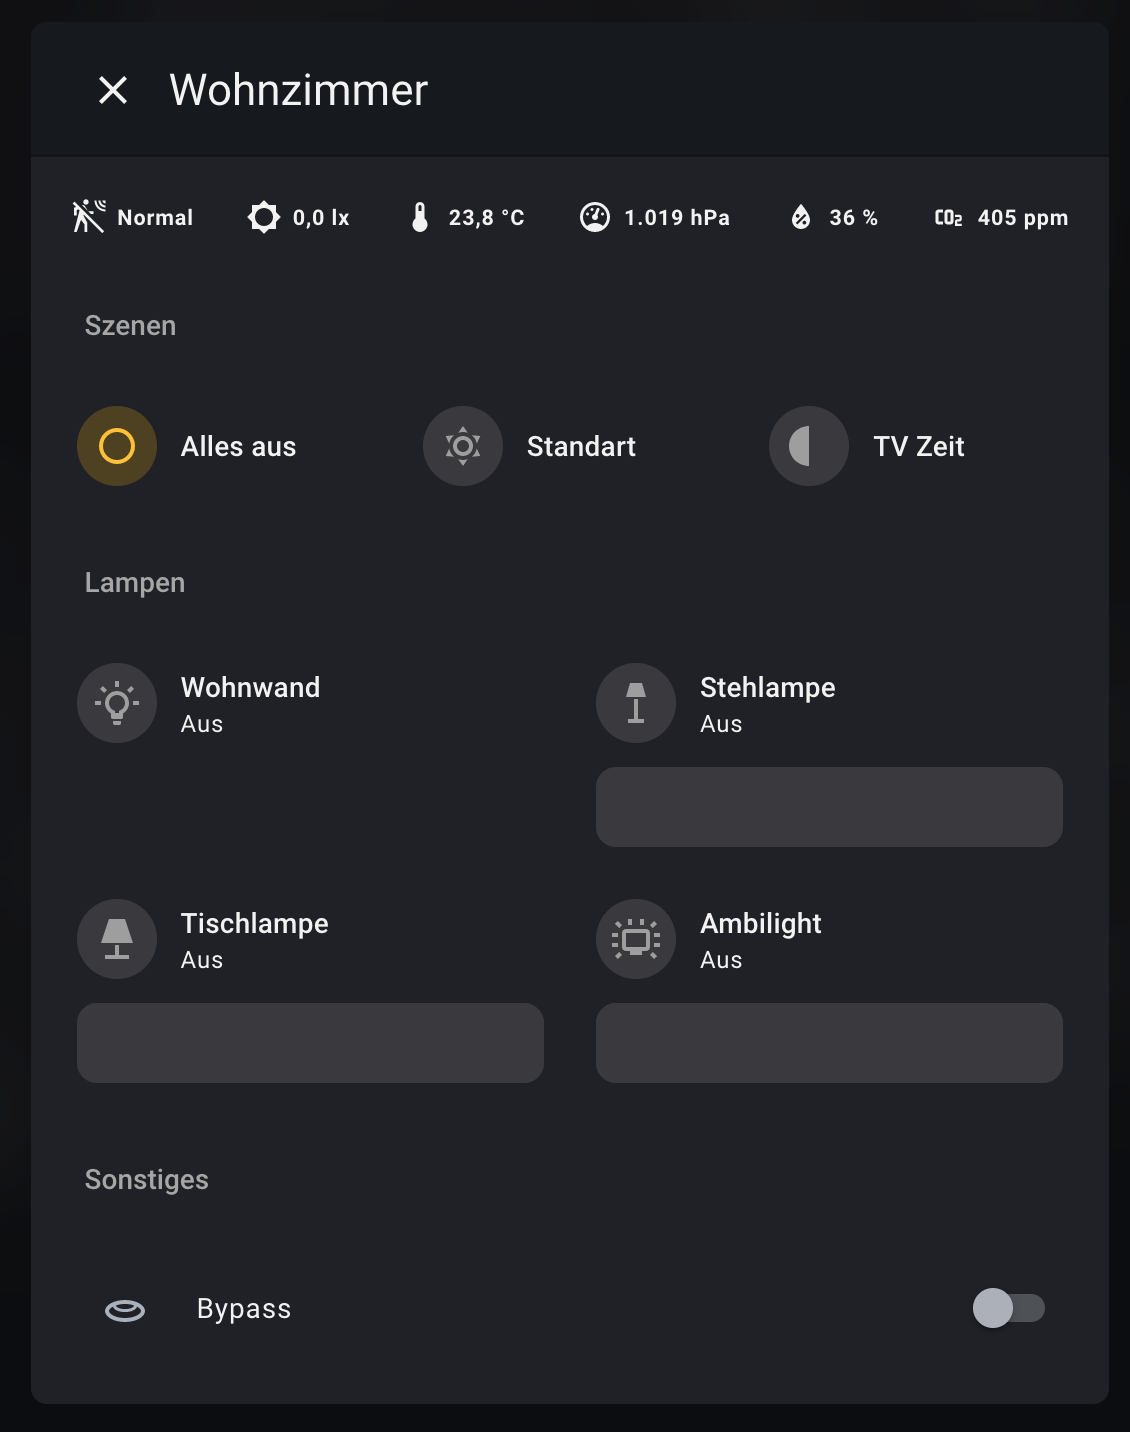 Wohnzimmer
Normal 0,0 lx 23,8 °C 1.019 hPa 36 % CO2 405 ppm
Szenen
Alles aus Standart TV Zeit
Lampen
Wohnwand Stehlampe
Aus Aus
Tischlampe Ambilight
Aus Aus
Sonstiges
Bypass